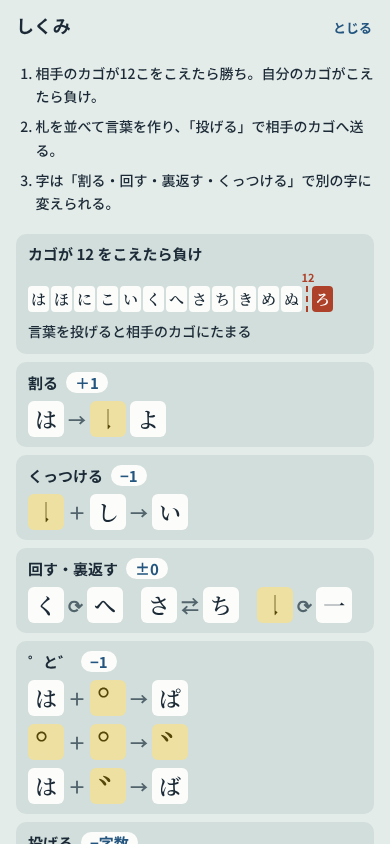 しくみ とじる
1. 相手のカゴが12こをこえたら勝ち。自分のカゴがこえ
たら負け。
2. 札を並べて言葉を作り、「投げる」で相手のカゴへ送
る。
3. 字は「割る・回す・裏返す・くっつける」で別の字に
変えられる。
カゴが 12 をこえたら負け
12
は ほ に こ い く へ さ ち き め ぬ ろ
言葉を投げると相手のカゴにたまる
割る +1
は → 丨 よ
くっつける −1
丨 + し → い
回す・裏返す ±0
く ⟳ へ さ ⇄ ち 丨 ⟳ 一
゜と゛ −1
は + ゜ → ぱ
゜ + ゜ → ゛
は + ゛ → ば
投げる −字数